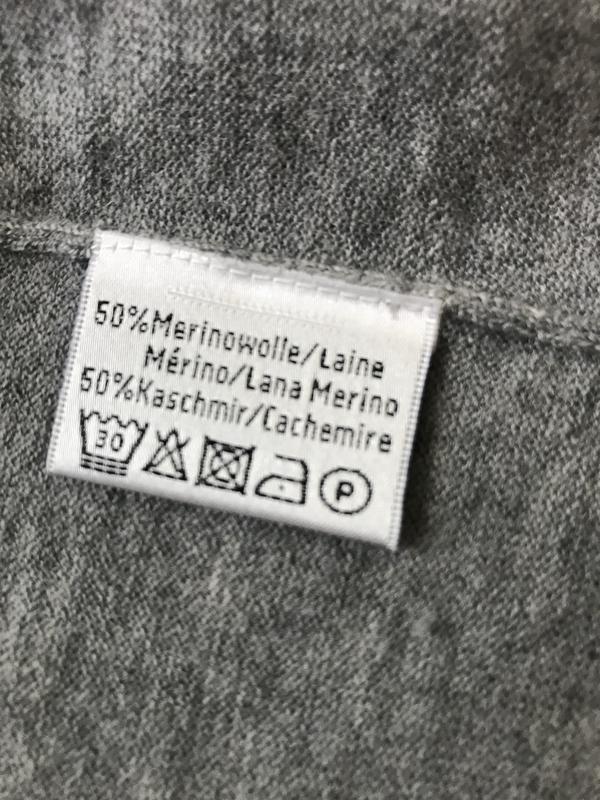 50%Merinowolle/Laine
Mérino/Lana Merino
50%Kaschmir/Cachemire
30 P